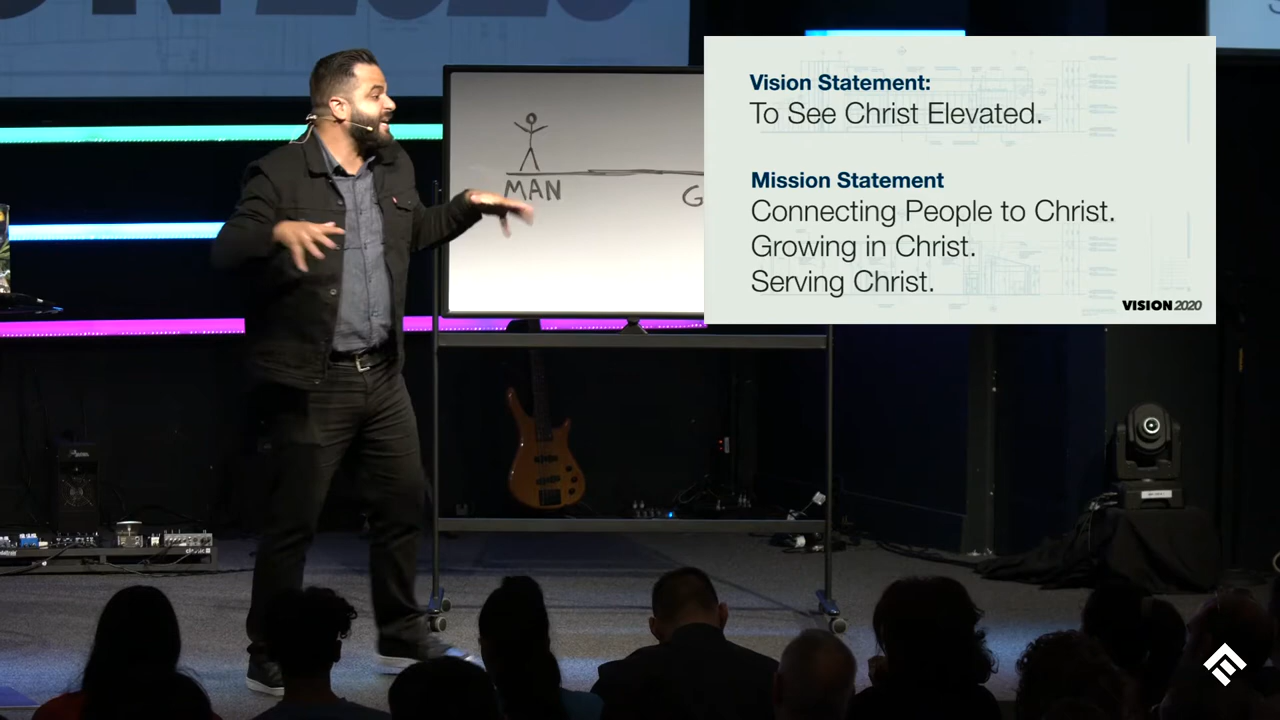 2020
MAN
G
Vision Statement:
To See Christ Elevated.
Mission Statement
Connecting People to Christ.
Growing in Christ.
Serving Christ.
VISION 2020